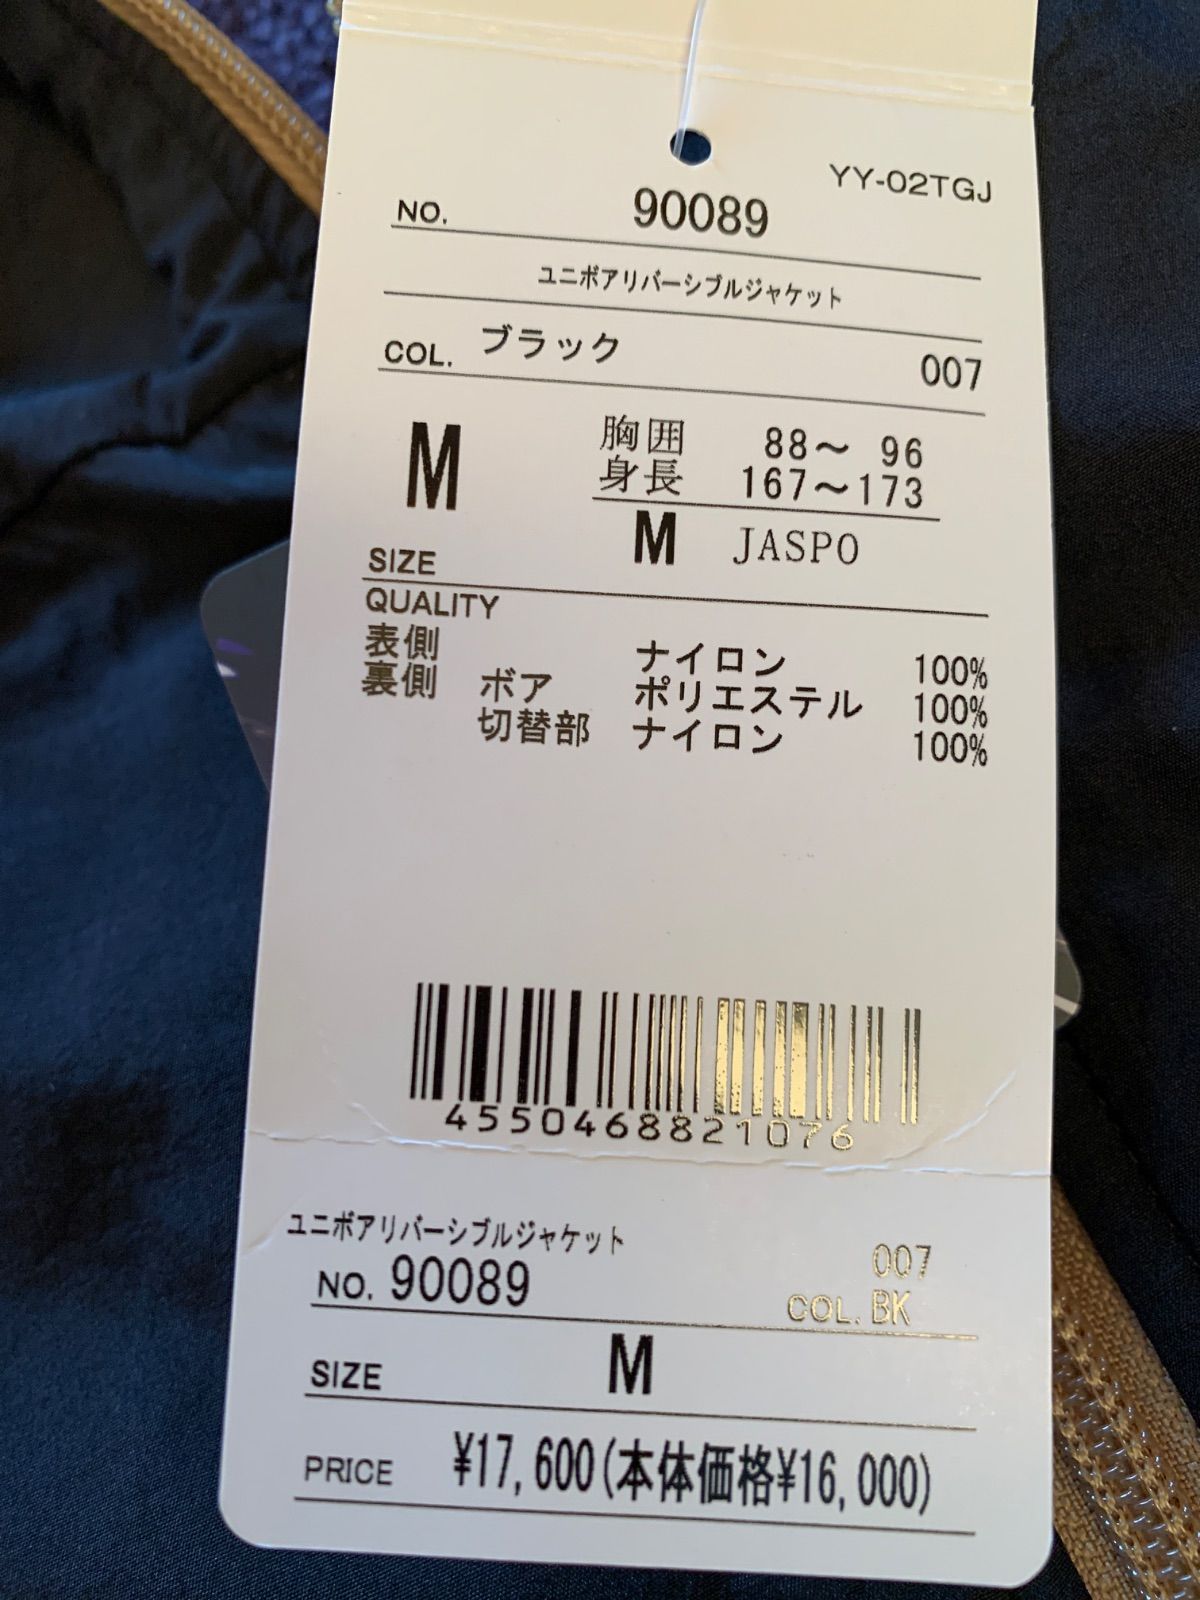 YY-02TGJ
NO. 90089
ユニボアリバーシブルジャケット
COL. ブラック 007
M 胸囲 88～ 96
身長 167～173
SIZE M JASPO
QUALITY
表側 ナイロン 100%
裏側 ボア ポリエステル 100%
切替部 ナイロン 100%
4550468821076
ユニボアリバーシブルジャケット
007
NO. 90089
COL. BK
SIZE M
PRICE ¥17,600(本体価格¥16,000)